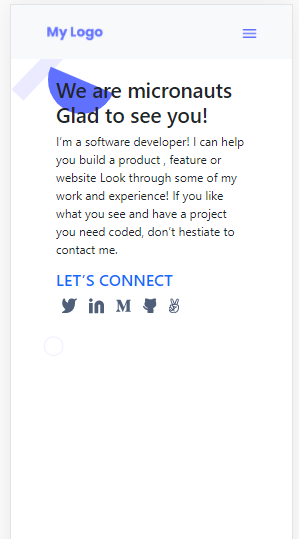 My Logo
We are micronauts
Glad to see you!
I'm a software developer! I can help
you build a product , feature or
website Look through some of my
work and experience! If you like
what you see and have a project
you need coded, don't hestiate to
contact me.
LET'S CONNECT